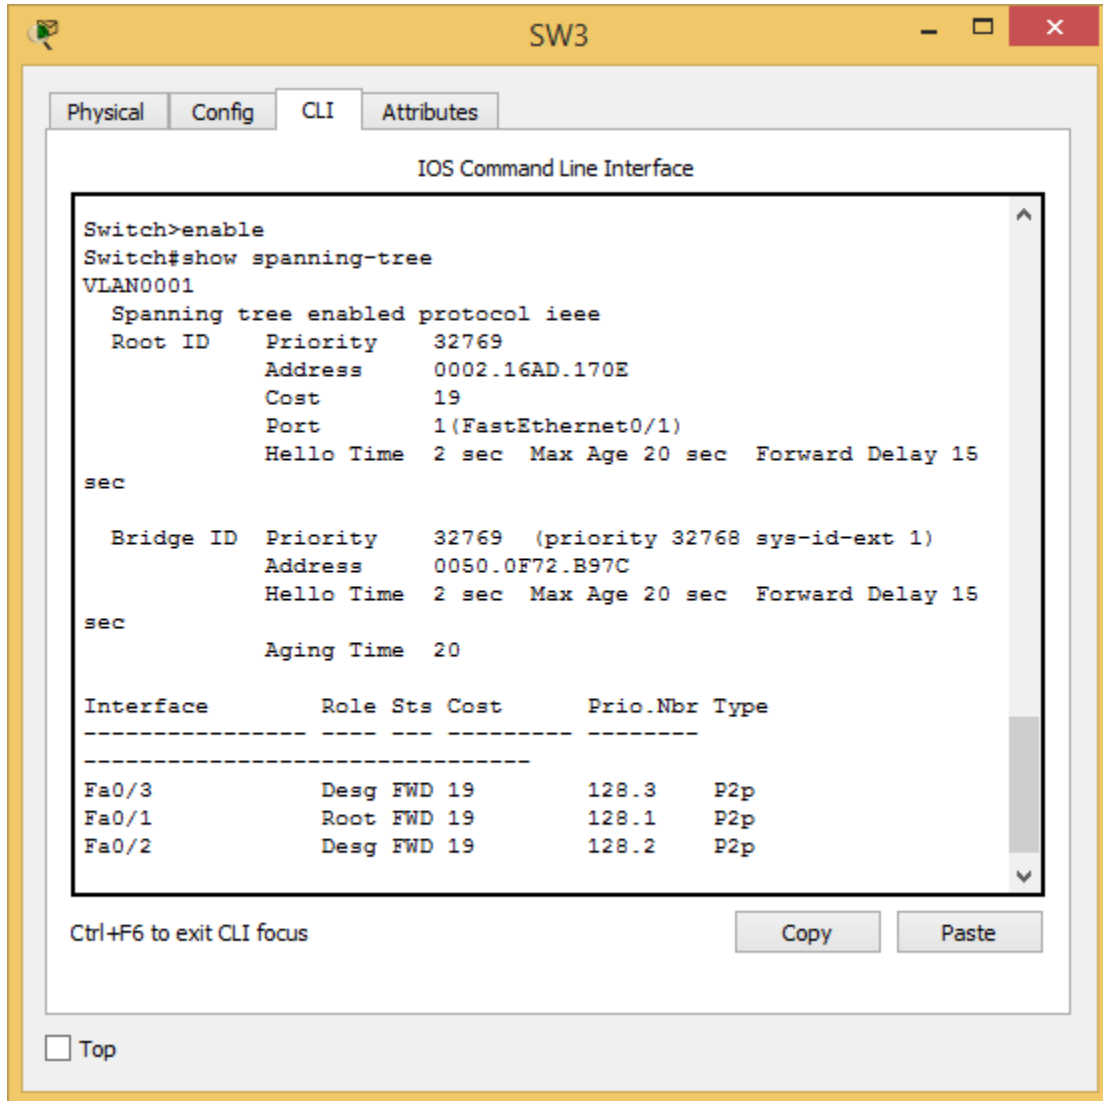 SW3
Physical Config CLI Attributes
IOS Command Line Interface
Switch>enable
Switch#show spanning-tree
VLAN0001
  Spanning tree enabled protocol ieee
  Root ID    Priority    32769
             Address     0002.16AD.170E
             Cost        19
             Port        1(FastEthernet0/1)
             Hello Time  2 sec  Max Age 20 sec  Forward Delay 15
sec

  Bridge ID  Priority    32769  (priority 32768 sys-id-ext 1)
             Address     0050.0F72.B97C
             Hello Time  2 sec  Max Age 20 sec  Forward Delay 15
sec
             Aging Time  20

Interface        Role Sts Cost      Prio.Nbr Type
---------------- ---- --- --------- --------
--------------------------------
Fa0/3            Desg FWD 19        128.3    P2p
Fa0/1            Root FWD 19        128.1    P2p
Fa0/2            Desg FWD 19        128.2    P2p
Ctrl+F6 to exit CLI focus Copy Paste
Top